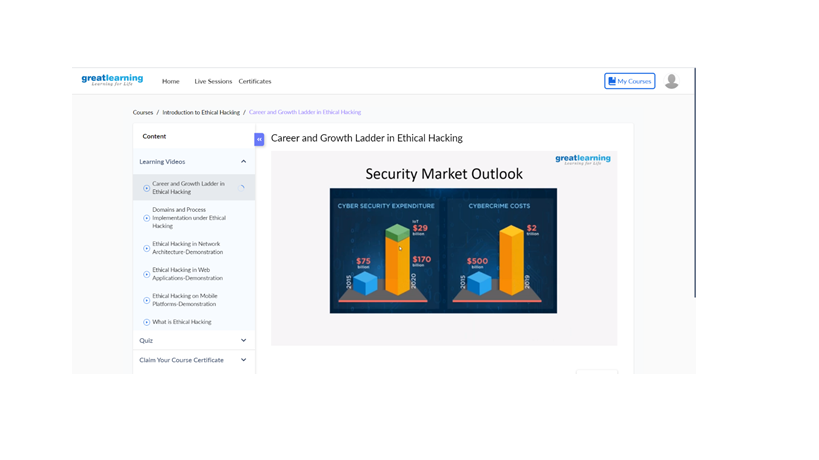 greatlearning
Learning for Life
Home
Live Sessions
Certificates
My Courses
Courses / Introduction to Ethical Hacking / Career and Growth Ladder in Ethical Hacking
Content
«
Career and Growth Ladder in Ethical Hacking
Learning Videos
Career and Growth Ladder in
Ethical Hacking
Domains and Process
Implementation under Ethical
Hacking
Ethical Hacking in Network
Architecture-Demonstration
Ethical Hacking in Web
Applications-Demonstration
Ethical Hacking on Mobile
Platforms-Demonstration
What is Ethical Hacking
Quiz
Claim Your Course Certificate
greatlearning
Learning for Life
Security Market Outlook
CYBER SECURITY EXPENDITURE
IoT
$29
billion
$75
billion
$170
billion
2015
2020
CYBERCRIME COSTS
$2
$500
billion
2015
2019